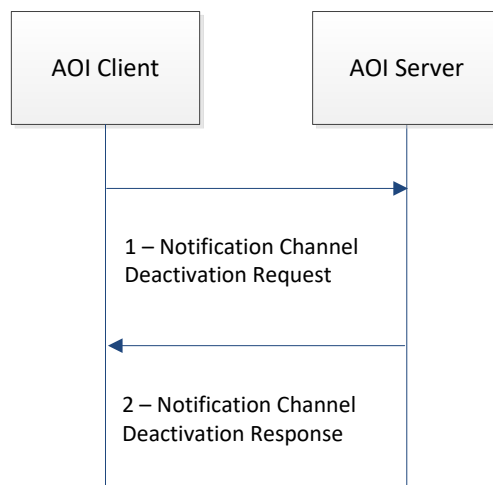 AOI Client
AOI Server
1 – Notification Channel
Deactivation Request
2 – Notification Channel
Deactivation Response